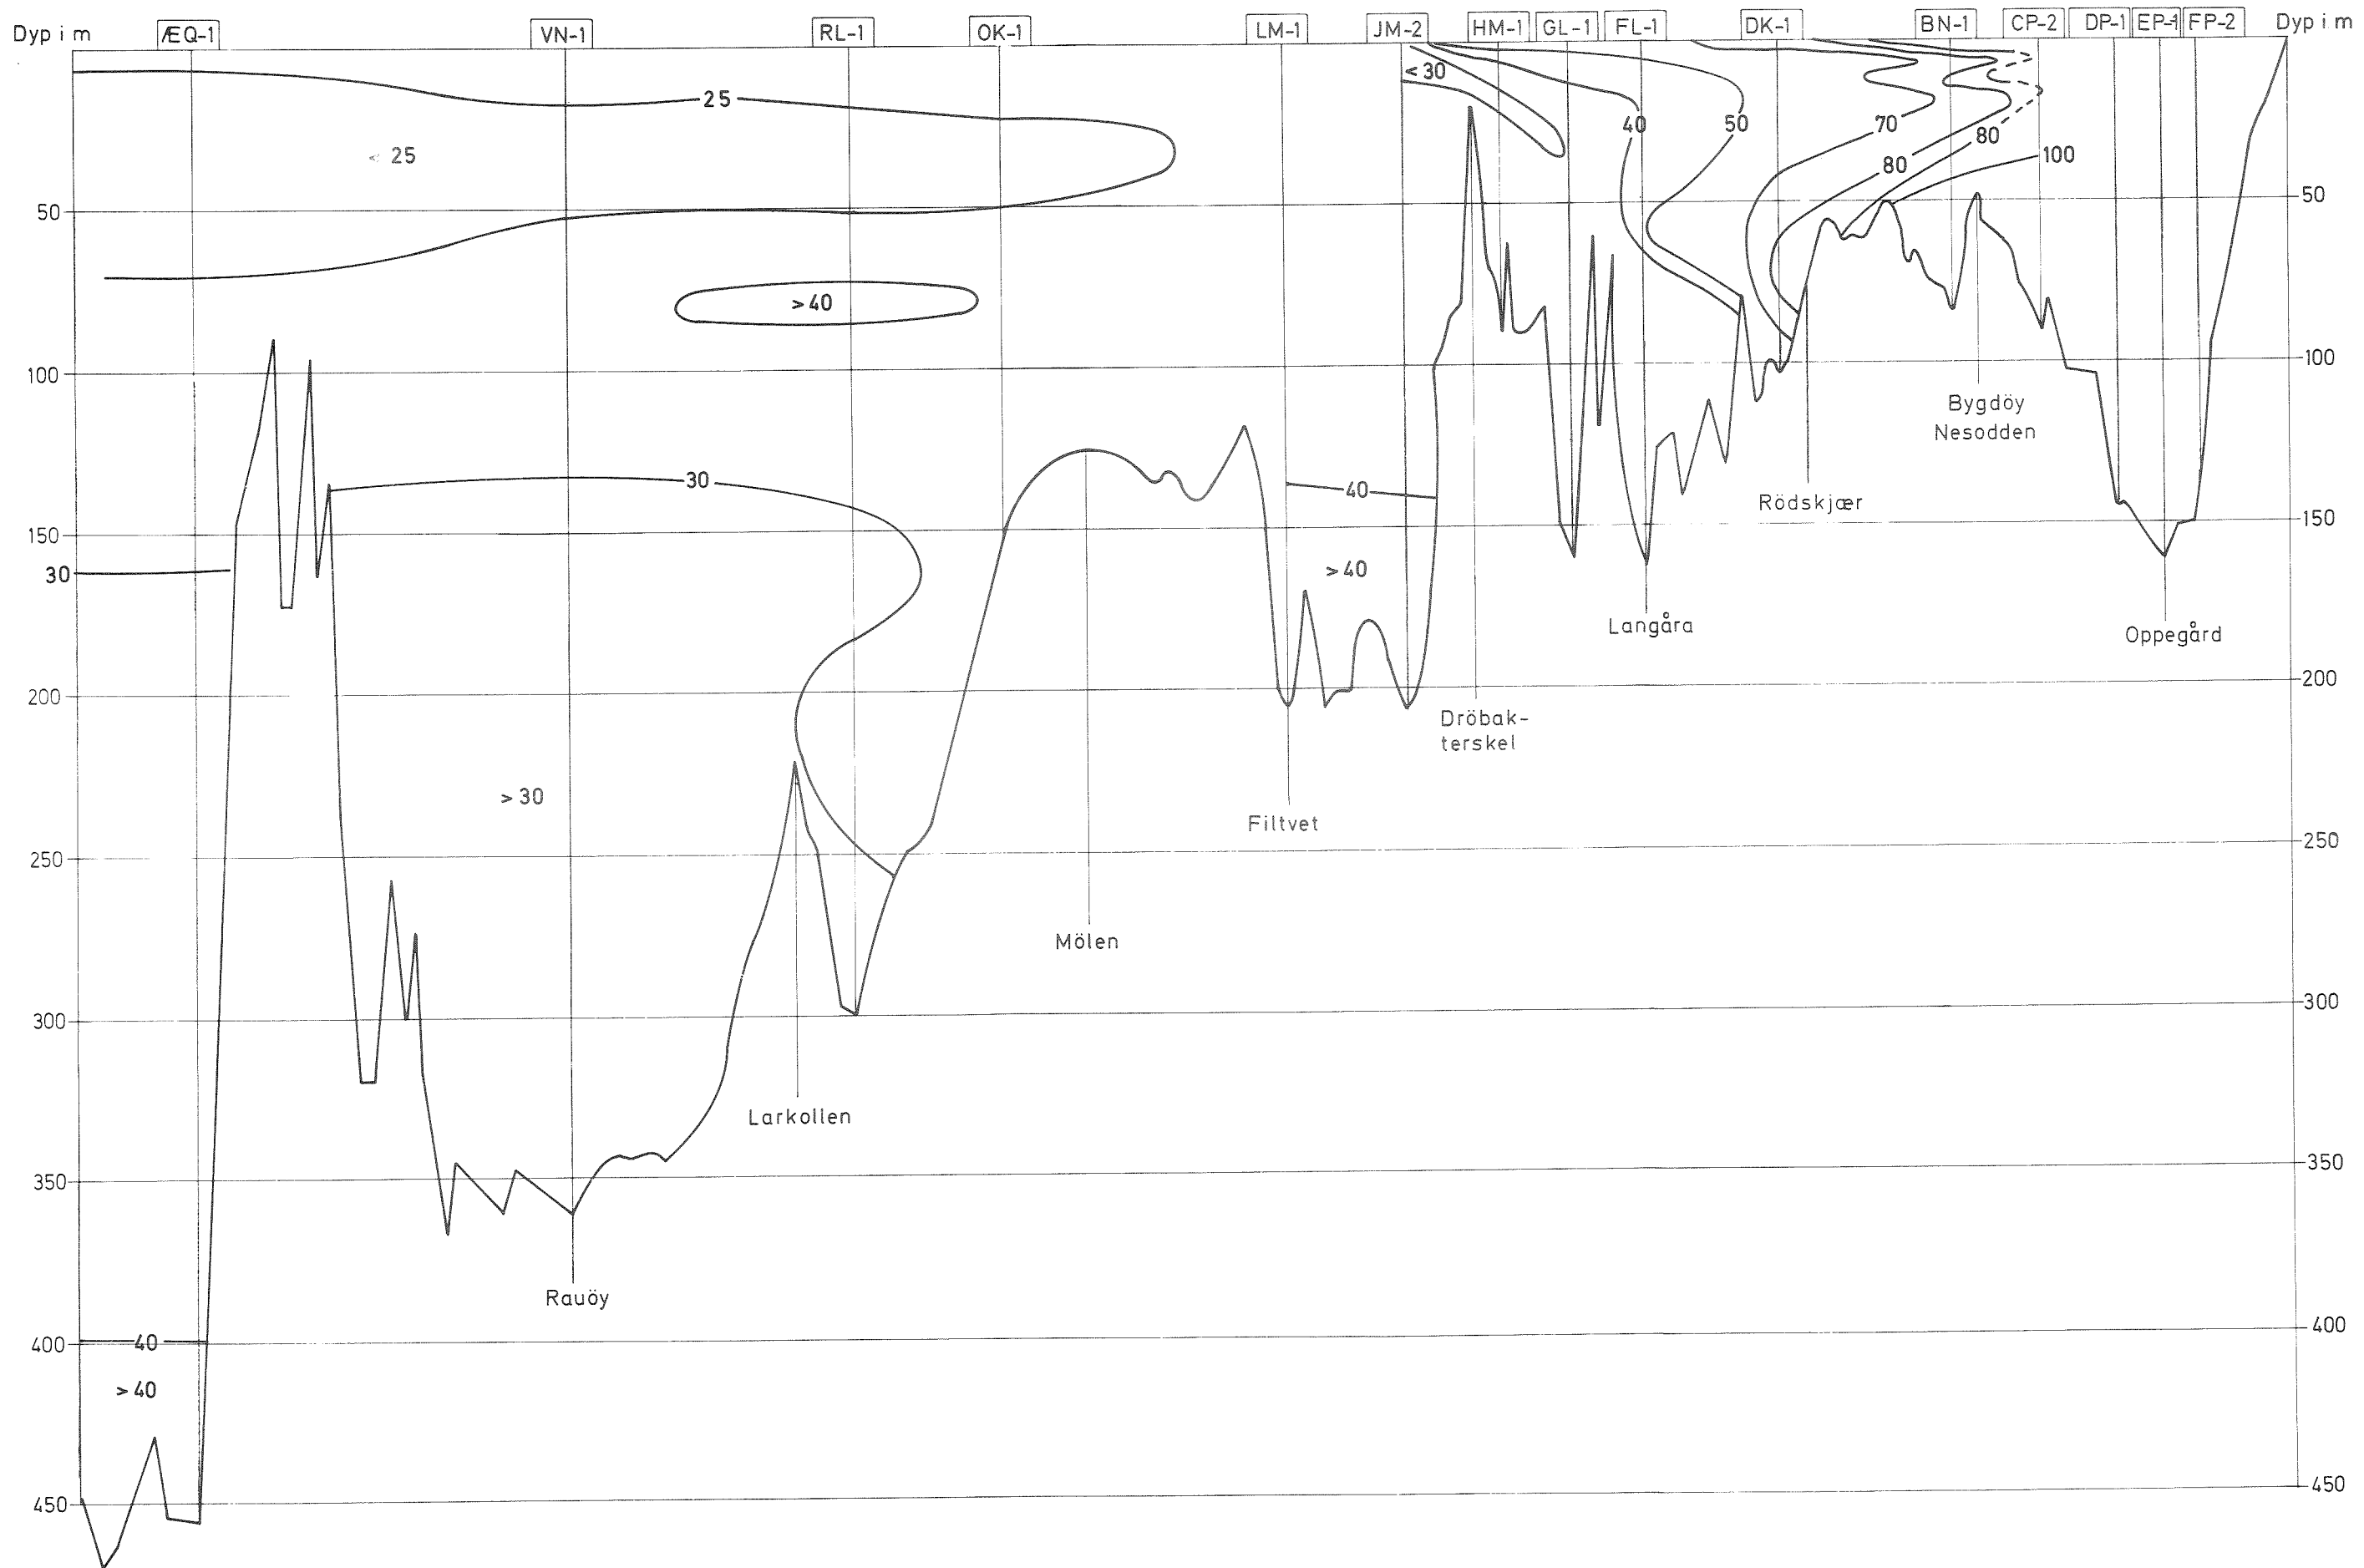 Dyp i m
ÆQ-1
VN-1
RL-1
OK-1
LM-1
JM-2
HM-1
GL-1
FL-1
DK-1
BN-1
CP-2
DP-1
EP-1
FP-2
Dyp i m
< 30
25
< 25
40
50
70
80
80
100
50
50
>40
100
100
Bygdöy
Nesodden
30
40
Rödskjær
150
150
30
>40
Langåra
Oppegård
200
200
Dröbak-
terskel
>30
Filtvet
250
250
Mölen
300
300
Larkollen
350
350
Rauöy
400
40
400
>40
450
450